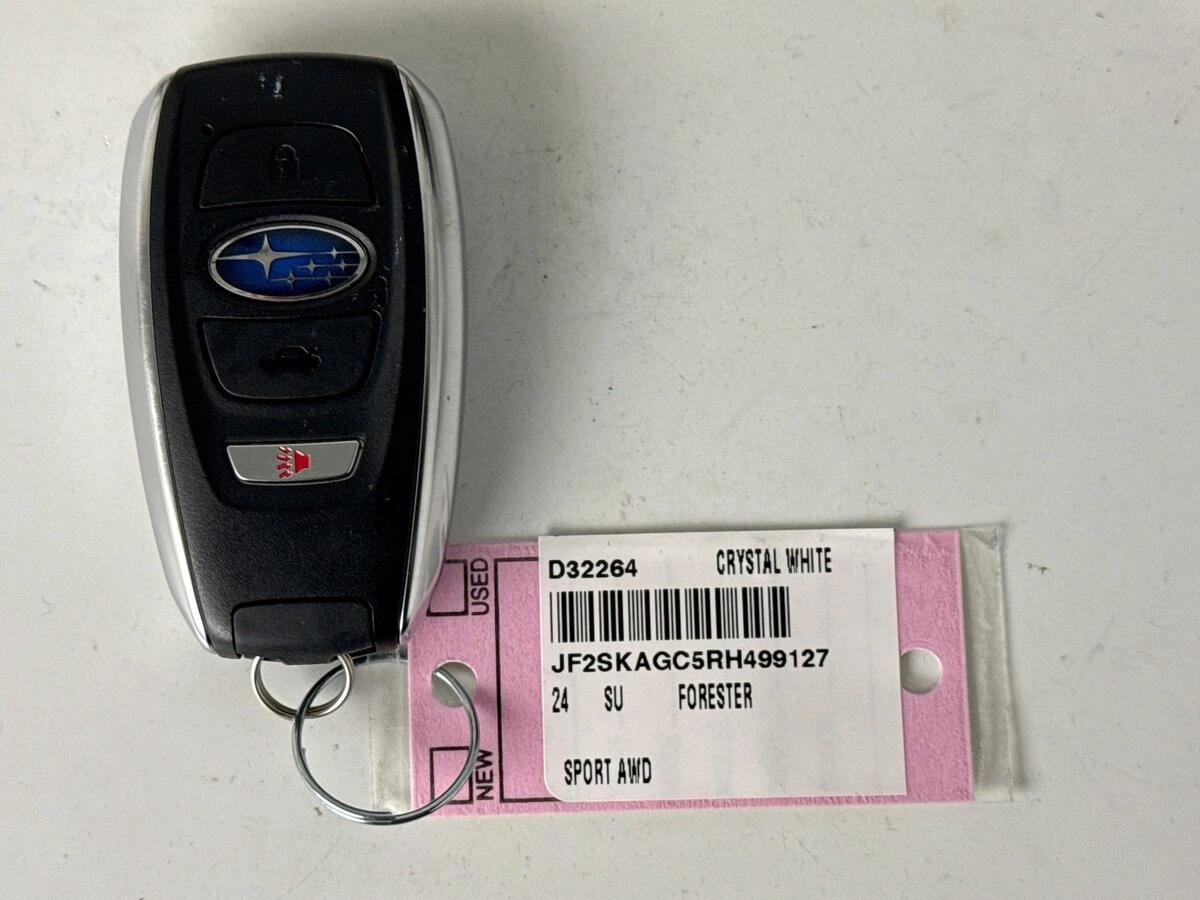 D32264 CRYSTAL WHITE
JF2SKAGC5RH499127
24 SU FORESTER
SPORT AWD
USED
NEW